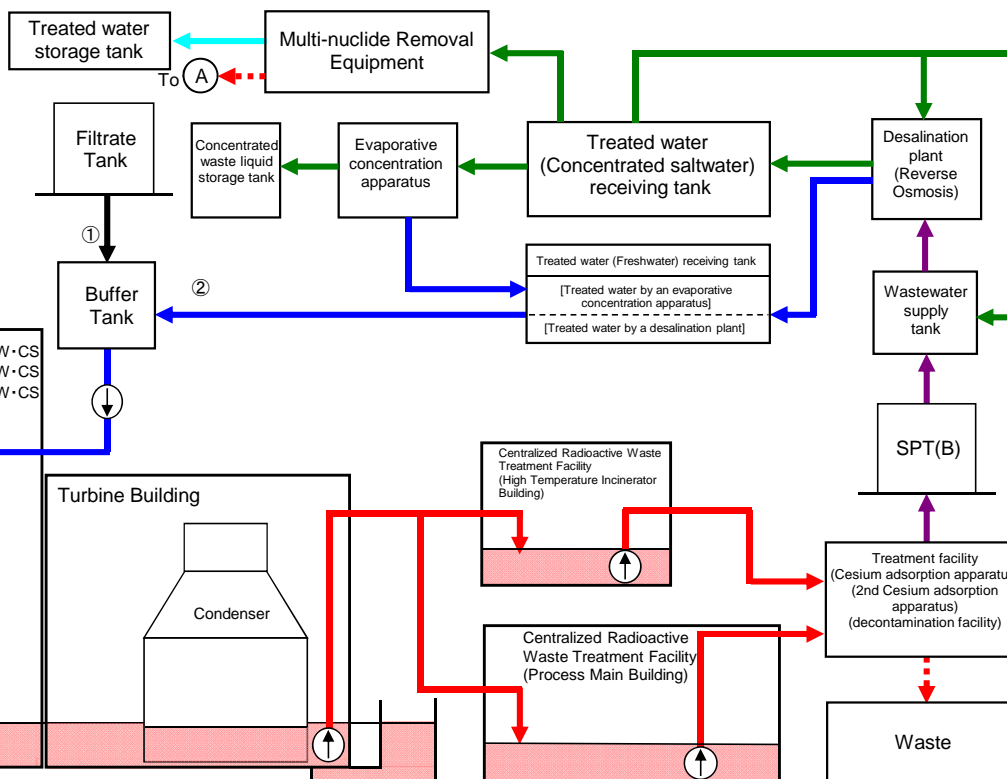 Treated water
storage tank
Multi-nuclide Removal
Equipment
To A
Filtrate
Tank
Concentrated
waste liquid
storage tank
Evaporative
concentration
apparatus
Treated water
(Concentrated saltwater)
receiving tank
Desalination
plant
(Reverse
Osmosis)
①
②
Buffer
Tank
Treated water (Freshwater) receiving tank
[Treated water by an evaporative
concentration apparatus]
[Treated water by a desalination plant]
Wastewater
supply
tank
W・CS
W・CS
W・CS
SPT(B)
Turbine Building
Condenser
Centralized Radioactive Waste
Treatment Facility
(High Temperature Incinerator
Building)
Treatment facility
(Cesium adsorption apparatu
(2nd Cesium adsorption
apparatus)
(decontamination facility)
Centralized Radioactive
Waste Treatment Facility
(Process Main Building)
Waste